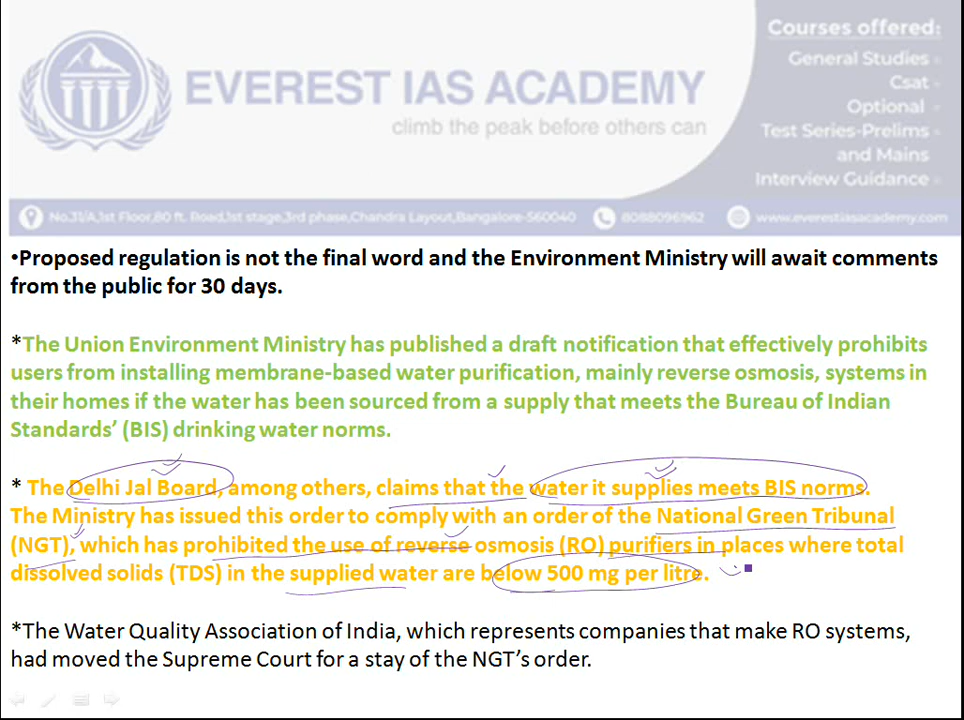 Courses offered:
General Studies
Csat
EVEREST IAS ACADEMY
Optional
climb the peak before others can
Test Series-Prelims
and Mains
Interview Guidance
No.31/A,1st Floor,80 ft. Road,1st stage,3rd phase,Chandra Layout,Bangalore-560040 8088096962 www.everestiasacademy.com
•Proposed regulation is not the final word and the Environment Ministry will await comments
from the public for 30 days.
*The Union Environment Ministry has published a draft notification that effectively prohibits
users from installing membrane-based water purification, mainly reverse osmosis, systems in
their homes if the water has been sourced from a supply that meets the Bureau of Indian
Standards’ (BIS) drinking water norms.
* The Delhi Jal Board, among others, claims that the water it supplies meets BIS norms.
The Ministry has issued this order to comply with an order of the National Green Tribunal
(NGT), which has prohibited the use of reverse osmosis (RO) purifiers in places where total
dissolved solids (TDS) in the supplied water are below 500 mg per litre.
*The Water Quality Association of India, which represents companies that make RO systems,
had moved the Supreme Court for a stay of the NGT’s order.